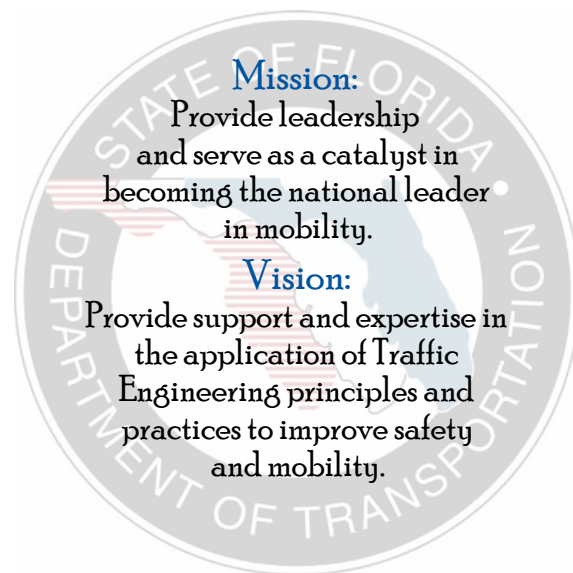 STATE OF FLORIDA
Mission:
Provide leadership
and serve as a catalyst in
becoming the national leader
in mobility.
Vision:
Provide support and expertise in
the application of Traffic
Engineering principles and
practices to improve safety
and mobility.
DEPARTMENT OF TRANSPORTATION